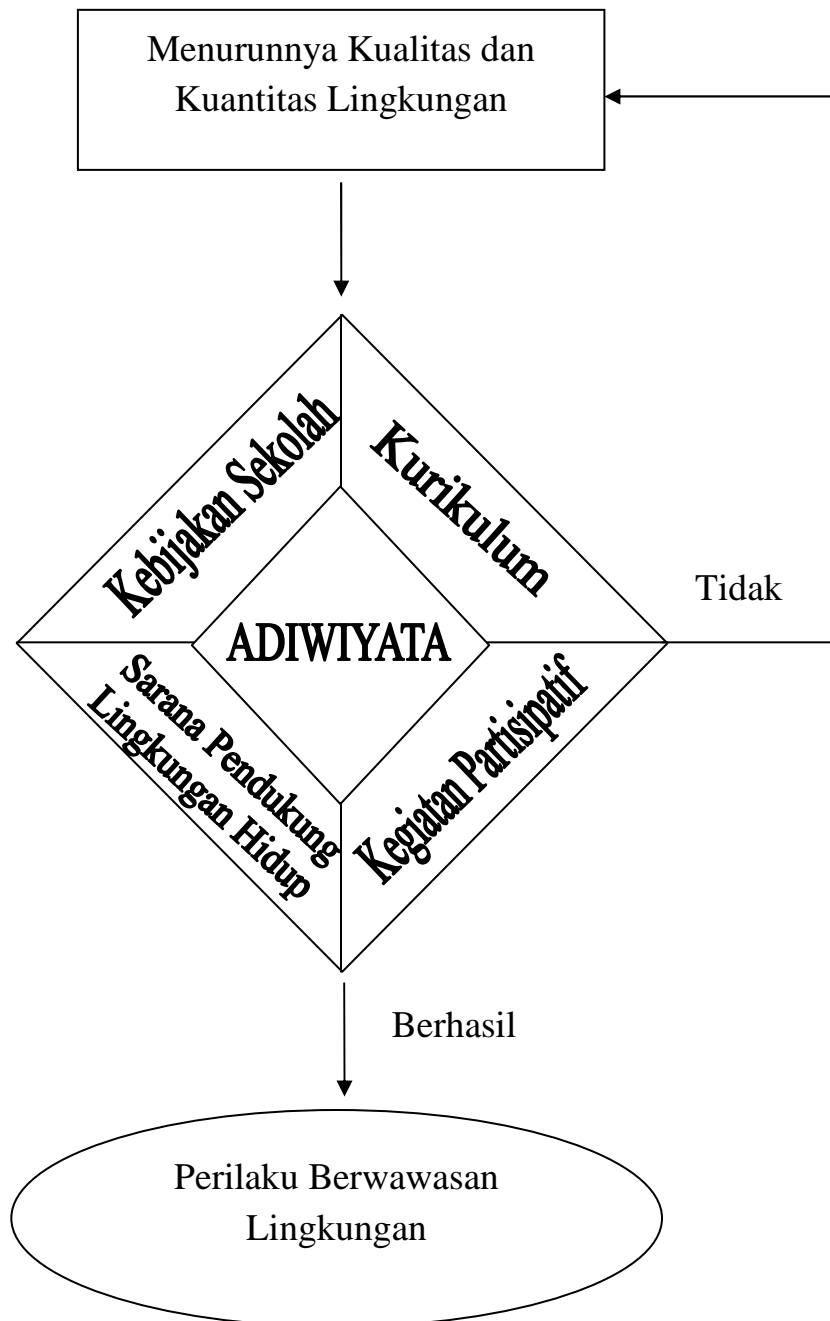 Menurunnya Kualitas dan
Kuantitas Lingkungan
Kebijakan Sekolah
Kurikulum
Tidak
ADIWIYATA
Sarana Pendukung
Lingkungan Hidup
Kegiatan Partisipatif
Berhasil
Perilaku Berwawasan
Lingkungan